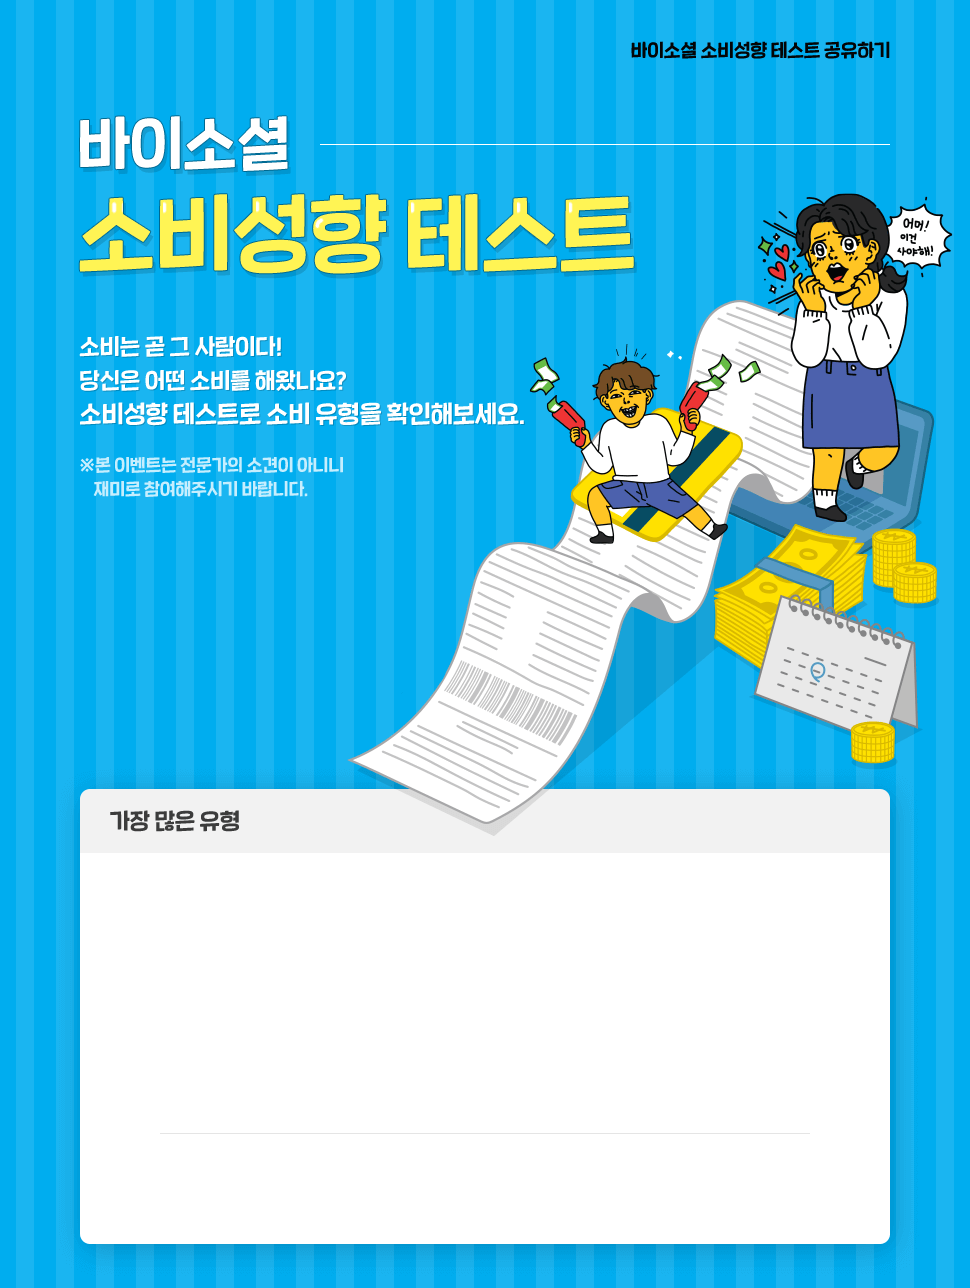 바이소셜 소비성향 테스트 공유하기
바이소셜
소비성향 테스트
어머!
이건
사야해!
소비는 곧 그 사람이다!
당신은 어떤 소비를 해왔나요?
소비성향 테스트로 소비 유형을 확인해보세요.
※본 이벤트는 전문가의 소견이 아니니
재미로 참여해주시기 바랍니다.
가장 많은 유형